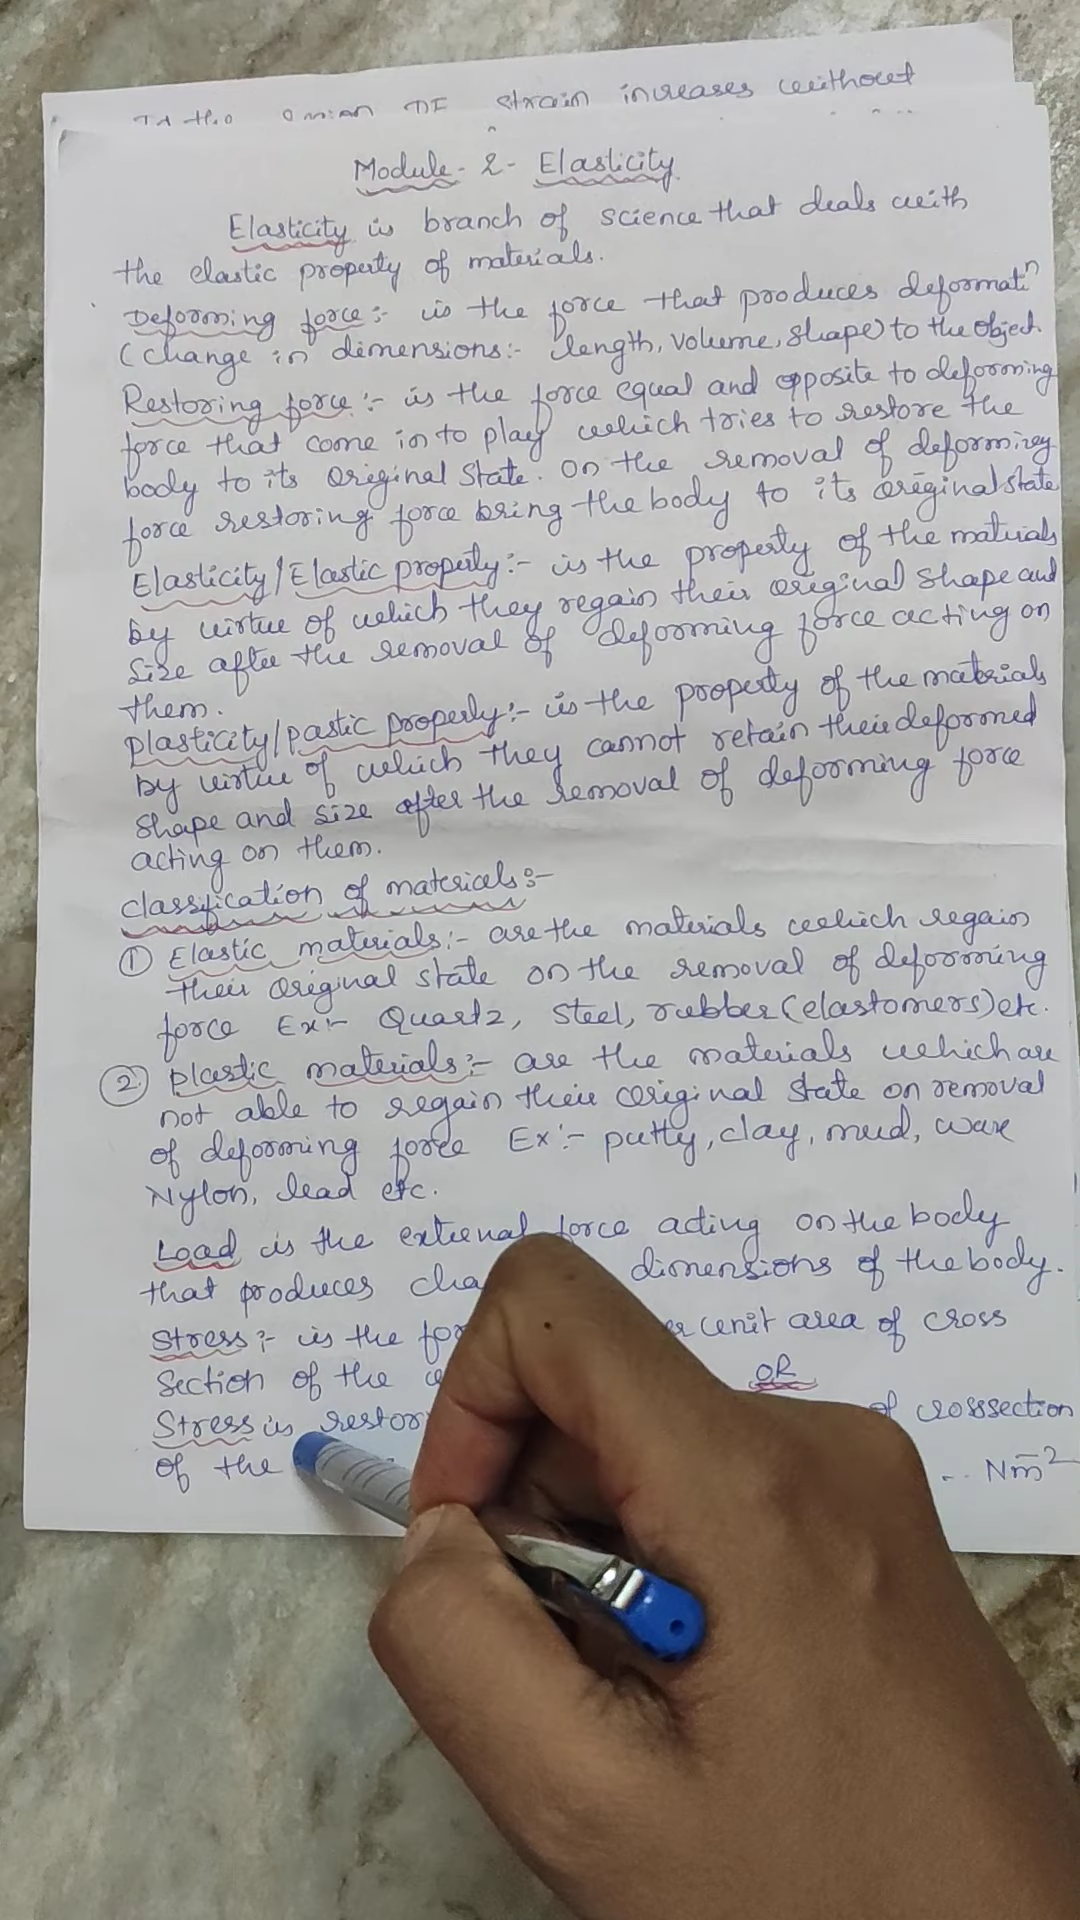 strain increases without
Module - 2 - Elasticity
Elasticity is branch of science that deals with
the elastic property of materials.
Deforming force :- is the force that produces deformatiⁿ
(change in dimensions:- length, volume, shape) to the object
Restoring force :- is the force equal and opposite to deforming
force that come in to play which tries to restore the
body to its original state. On the removal of deforming
force restoring force bring the body to its original state
Elasticity/Elastic property :- is the property of the materials
by virtue of which they regain their original shape and
size after the removal of deforming force acting on
them.
Plasticity/pastic property :- is the property of the materials
by virtue of which they cannot retain their deformed
shape and size after the removal of deforming force
acting on them.
classification of materials :-
① Elastic materials :- are the materials which regain
their original state on the removal of deforming
force Ex:- Quartz, Steel, rubber (elastomers) etc.
② plastic materials :- are the materials which are
not able to regain their original state on removal
of deforming force Ex:- putty, clay, mud, wax
Nylon, lead etc.
Load is the external force acting on the body
that produces dimensions of the body.
Stress :- is the unit area of cross
section of the
OR
Stress is of crosssection
of the Nm⁻²